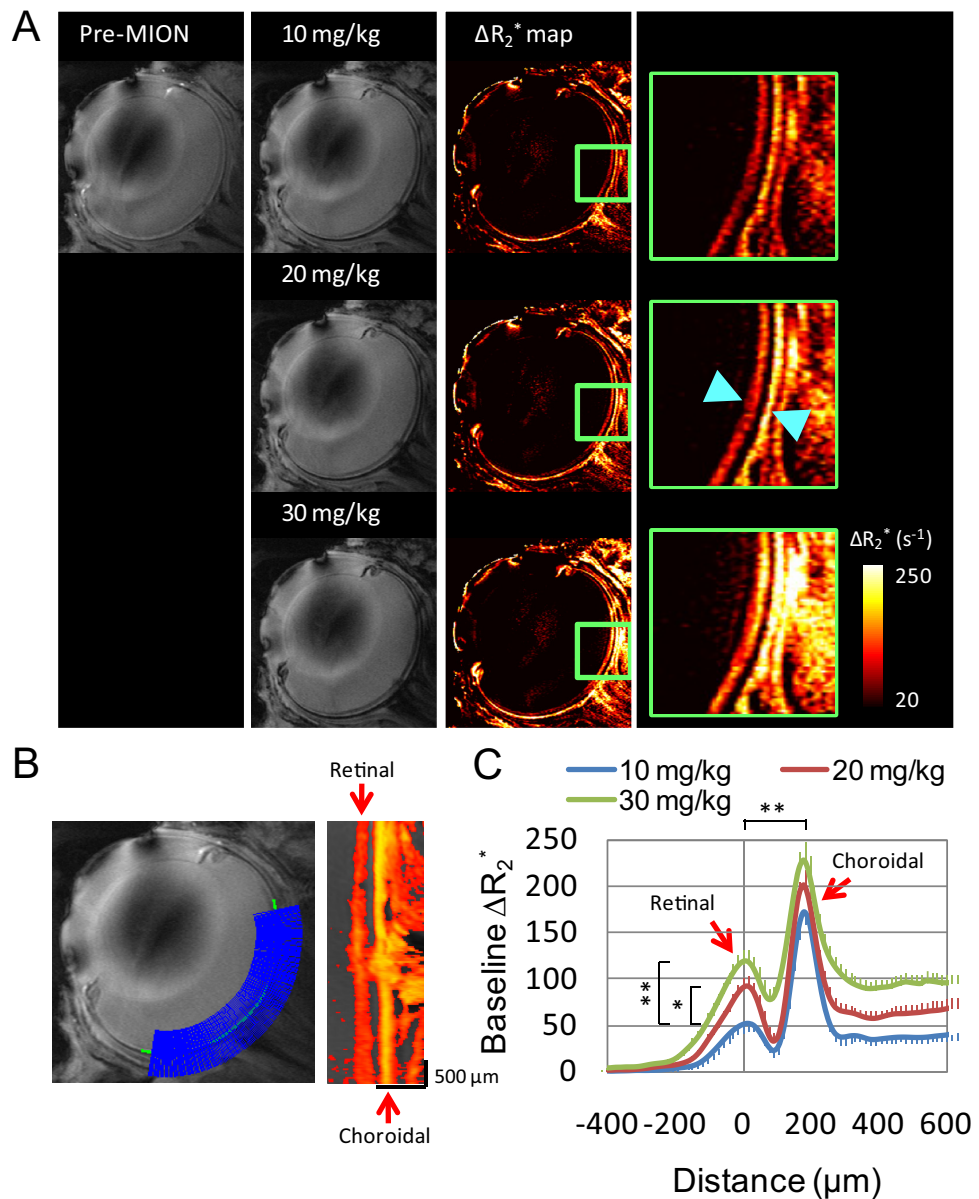 A
Pre-MION
10 mg/kg
ΔR₂* map
20 mg/kg
30 mg/kg
ΔR₂* (s⁻¹)
250
20
B
Retinal
500 μm
Choroidal
C
10 mg/kg
20 mg/kg
30 mg/kg
**
Choroidal
Retinal
**
*
Baseline ΔR₂*
250
200
150
100
50
0
-400
-200
0
200
400
600
Distance (μm)